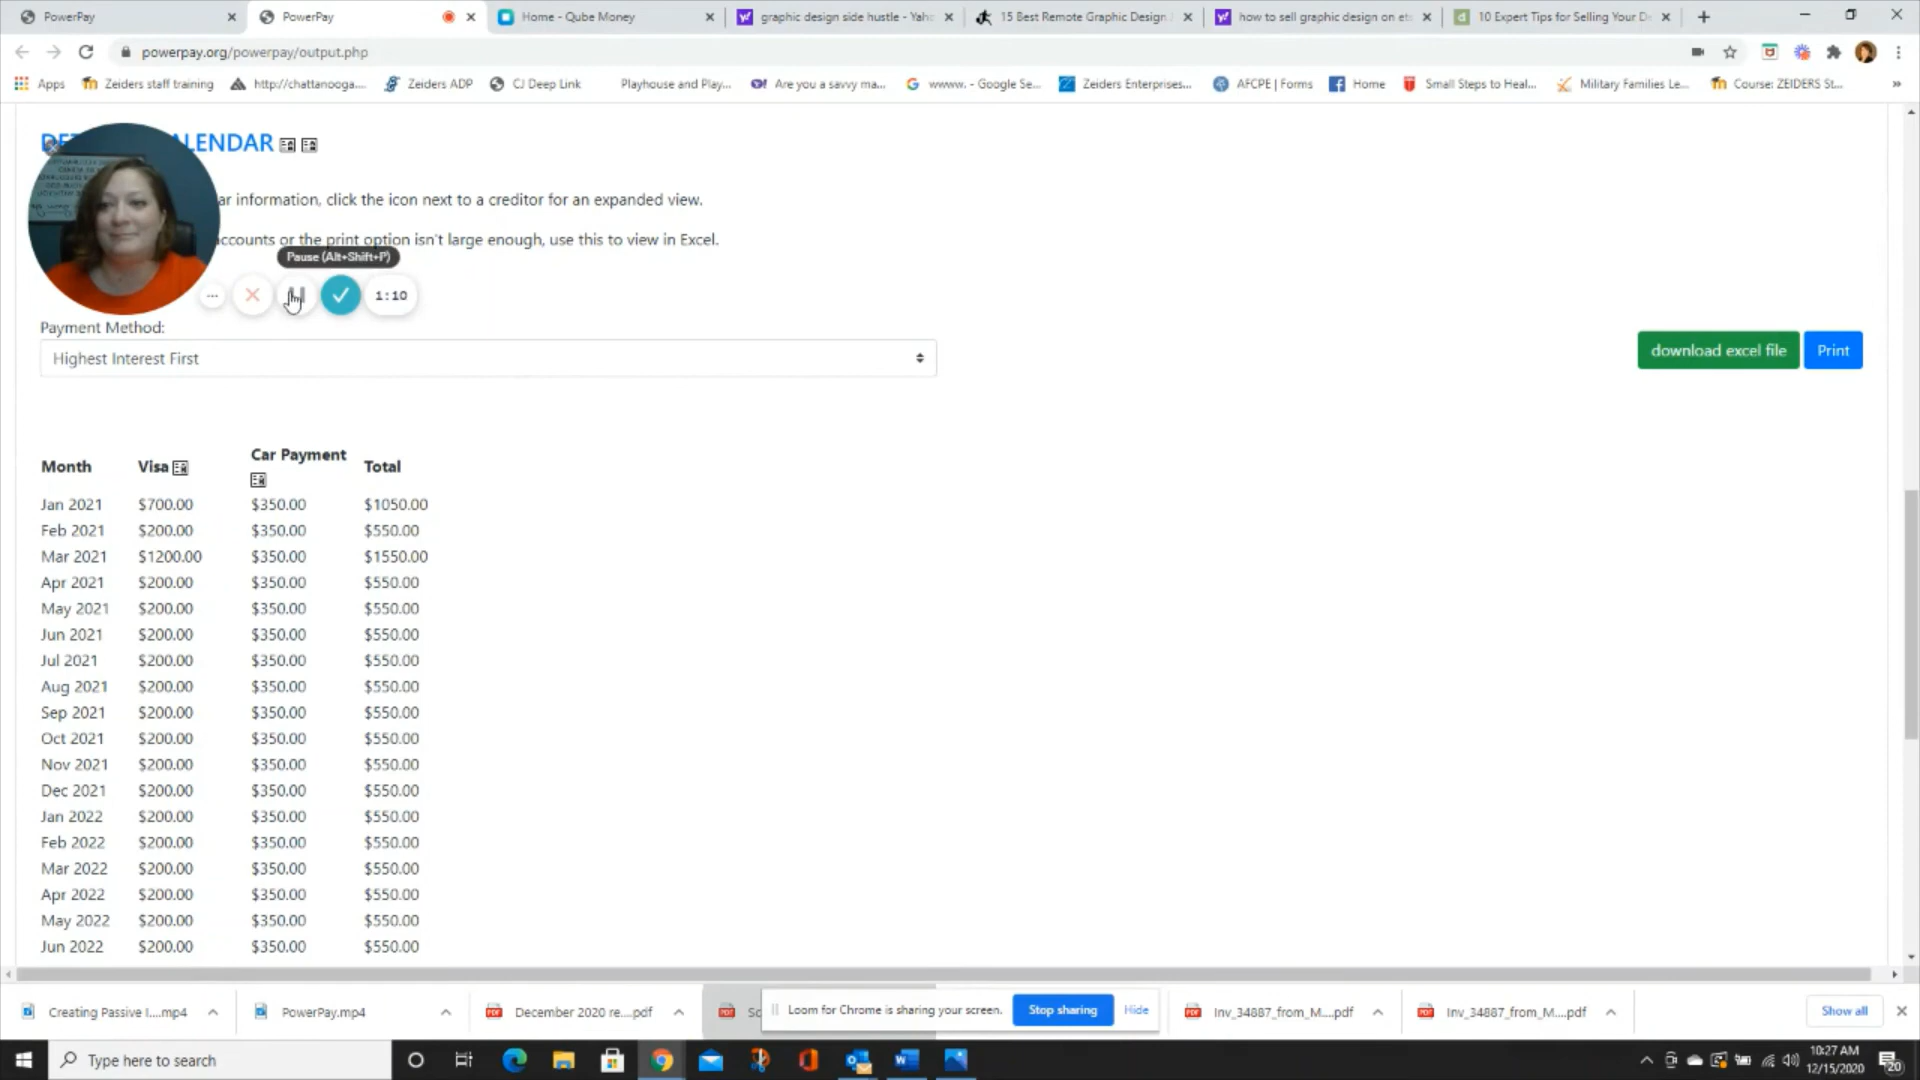 PowerPay
PowerPay
Home - Qube Money
graphic design side hustle - Yaho
15 Best Remote Graphic Design
how to sell graphic design on ets
10 Expert Tips for Selling Your D
powerpay.org/powerpay/output.php
Apps
Zeiders staff training
http://chattanooga....
Zeiders ADP
CJ Deep Link
Playhouse and Play...
Are you a savvy ma...
wwww. - Google Se...
Zeiders Enterprises...
AFCPE | Forms
Home
Small Steps to Heal...
Military Families Le...
Course: ZEIDERS St...
ALENDAR
ar information, click the icon next to a creditor for an expanded view.
accounts or the print option isn't large enough, use this to view in Excel.
Pause (Alt+Shift+P)
1:10
Payment Method:
Highest Interest First
download excel file
Print
Month Visa Car Payment Total
Jan 2021 $700.00 $350.00 $1050.00
Feb 2021 $200.00 $350.00 $550.00
Mar 2021 $1200.00 $350.00 $1550.00
Apr 2021 $200.00 $350.00 $550.00
May 2021 $200.00 $350.00 $550.00
Jun 2021 $200.00 $350.00 $550.00
Jul 2021 $200.00 $350.00 $550.00
Aug 2021 $200.00 $350.00 $550.00
Sep 2021 $200.00 $350.00 $550.00
Oct 2021 $200.00 $350.00 $550.00
Nov 2021 $200.00 $350.00 $550.00
Dec 2021 $200.00 $350.00 $550.00
Jan 2022 $200.00 $350.00 $550.00
Feb 2022 $200.00 $350.00 $550.00
Mar 2022 $200.00 $350.00 $550.00
Apr 2022 $200.00 $350.00 $550.00
May 2022 $200.00 $350.00 $550.00
Jun 2022 $200.00 $350.00 $550.00
Creating Passive I....mp4
PowerPay.mp4
December 2020 re....pdf
Sc
Loom for Chrome is sharing your screen.
Stop sharing
Hide
Inv_34887_from_M....pdf
Inv_34887_from_M....pdf
Show all
Type here to search
10:27 AM
12/15/2020
20